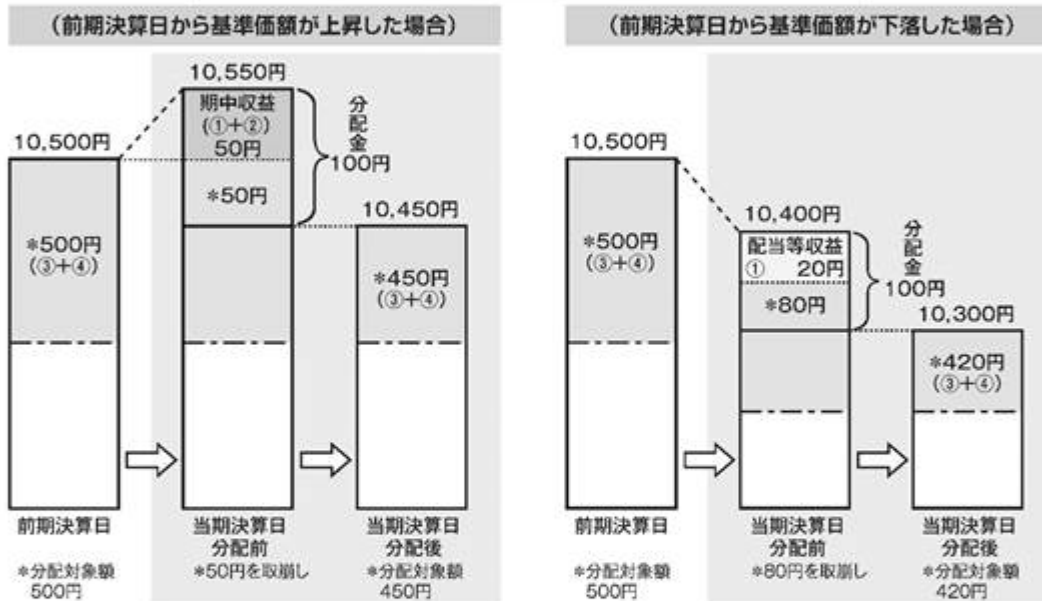 (前期決算日から基準価額が上昇した場合)
10,550円
期中収益
(①+②)
50円
*50円
分配金
100円
10,500円
*500円
(③+④)
10,450円
*450円
(③+④)
前期決算日
*分配対象額
500円
当期決算日
分配前
*50円を取崩し
当期決算日
分配後
*分配対象額
450円
(前期決算日から基準価額が下落した場合)
10,500円
*500円
(③+④)
10,400円
配当等収益
① 20円
*80円
分配金
100円
10,300円
*420円
(③+④)
前期決算日
*分配対象額
500円
当期決算日
分配前
*80円を取崩し
当期決算日
分配後
*分配対象額
420円